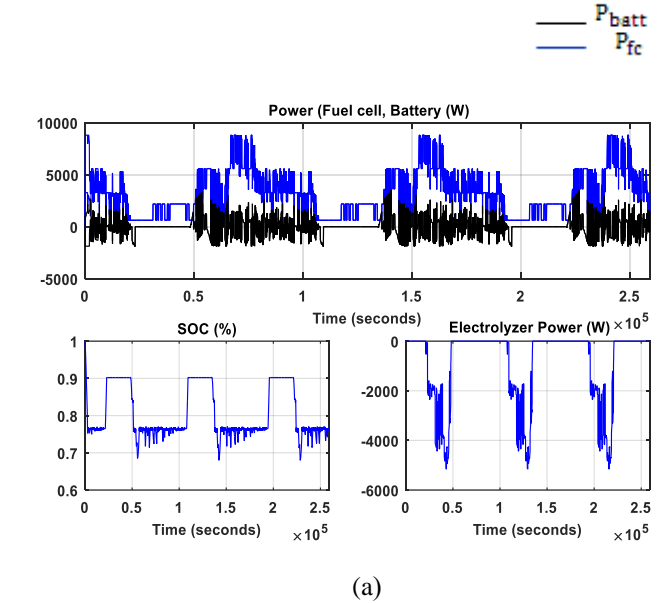 P_batt
P_fc
Power (Fuel cell, Battery (W)
10000
5000
0
-5000
0 0.5 1 1.5 2 2.5
Time (seconds) ×10^5
SOC (%)
1
0.9
0.8
0.7
0.6
0 0.5 1 1.5 2 2.5
Time (seconds) ×10^5
Electrolyzer Power (W)
0
-2000
-4000
-6000
0 0.5 1 1.5 2 2.5
Time (seconds) ×10^5
(a)